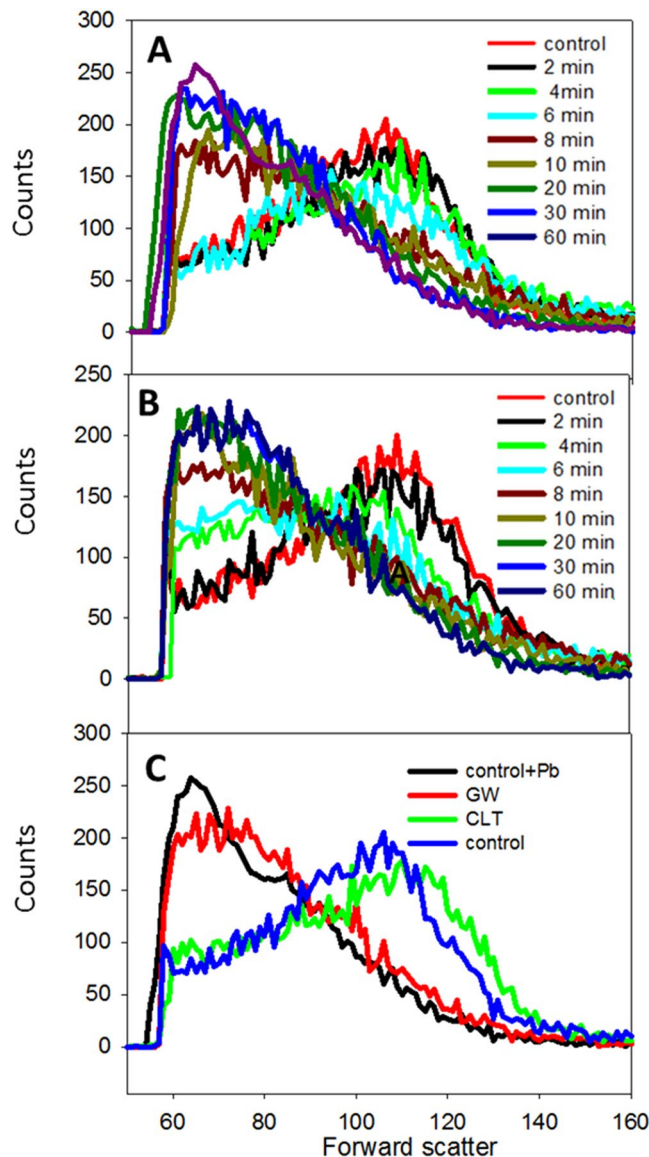 300
A
control
2 min
4min
6 min
8 min
10 min
20 min
30 min
60 min
250
200
150
100
50
0
Counts
250
B
control
2 min
4min
6 min
8 min
10 min
20 min
30 min
60 min
200
150
100
A
50
0
Counts
300
C
control+Pb
GW
CLT
control
250
200
150
100
50
0
Counts
60 80 100 120 140 160
Forward scatter